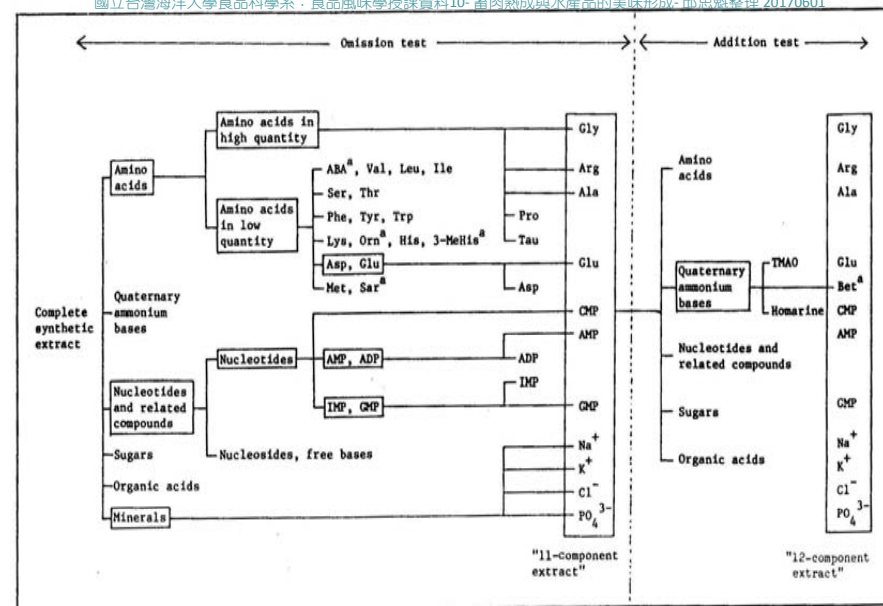 國立台灣海洋大學食品科學系：食品風味學授課資料10- 畜肉熟成與水產品的美味形成- 邱思魁整理 20170601
Omission test
Addition test
Amino acids in
high quantity
Amino
acids
Amino acids
in low
quantity
ABAª, Val, Leu, Ile
Ser, Thr
Phe, Tyr, Trp
Lys, Ornª, His, 3-MeHisª
Asp, Glu
Met, Sarª
Pro
Tau
Asp
Complete
synthetic
extract
Quaternary
ammonium
bases
Nucleotides
and related
compounds
Nucleotides
AMP, ADP
IMP, GMP
ADP
IMP
Nucleosides, free bases
Sugars
Organic acids
Minerals
Gly
Arg
Ala
Glu
CMP
AMP
GMP
Na⁺
K⁺
Cl⁻
PO₄³⁻
"11-component
extract"
Amino
acids
Quaternary
ammonium
bases
TMAO
Homarine
Nucleotides and
related compounds
Sugars
Organic acids
Gly
Arg
Ala
Glu
Betª
CMP
AMP
GMP
Na⁺
K⁺
Cl⁻
PO₄³⁻
"12-component
extract"